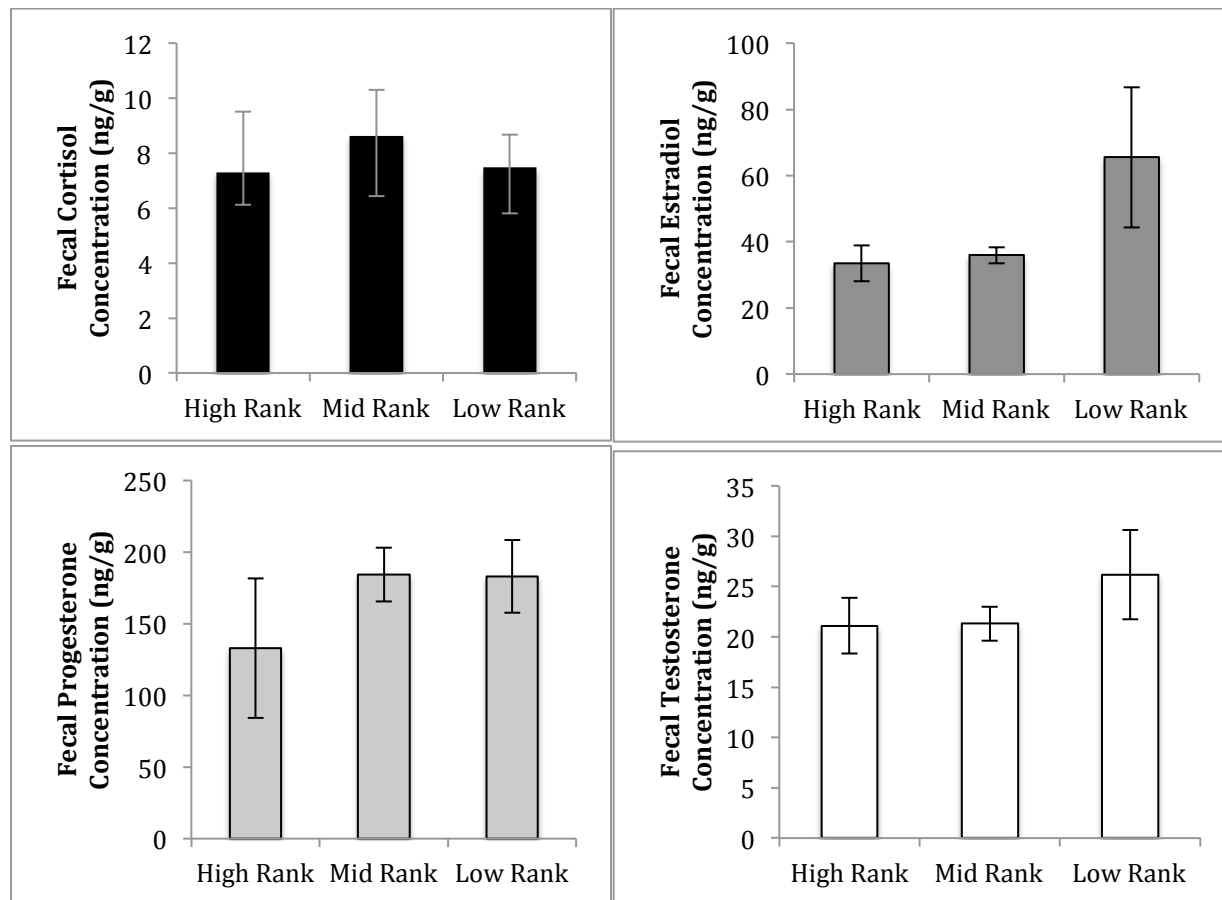 Fecal Cortisol
Concentration (ng/g)
12
10
8
6
4
2
0
High Rank Mid Rank Low Rank
Fecal Estradiol
Concentration (ng/g)
100
80
60
40
20
0
High Rank Mid Rank Low Rank
Fecal Progesterone
Concentration (ng/g)
250
200
150
100
50
0
High Rank Mid Rank Low Rank
Fecal Testosterone
Concentration (ng/g)
35
30
25
20
15
10
5
0
High Rank Mid Rank Low Rank